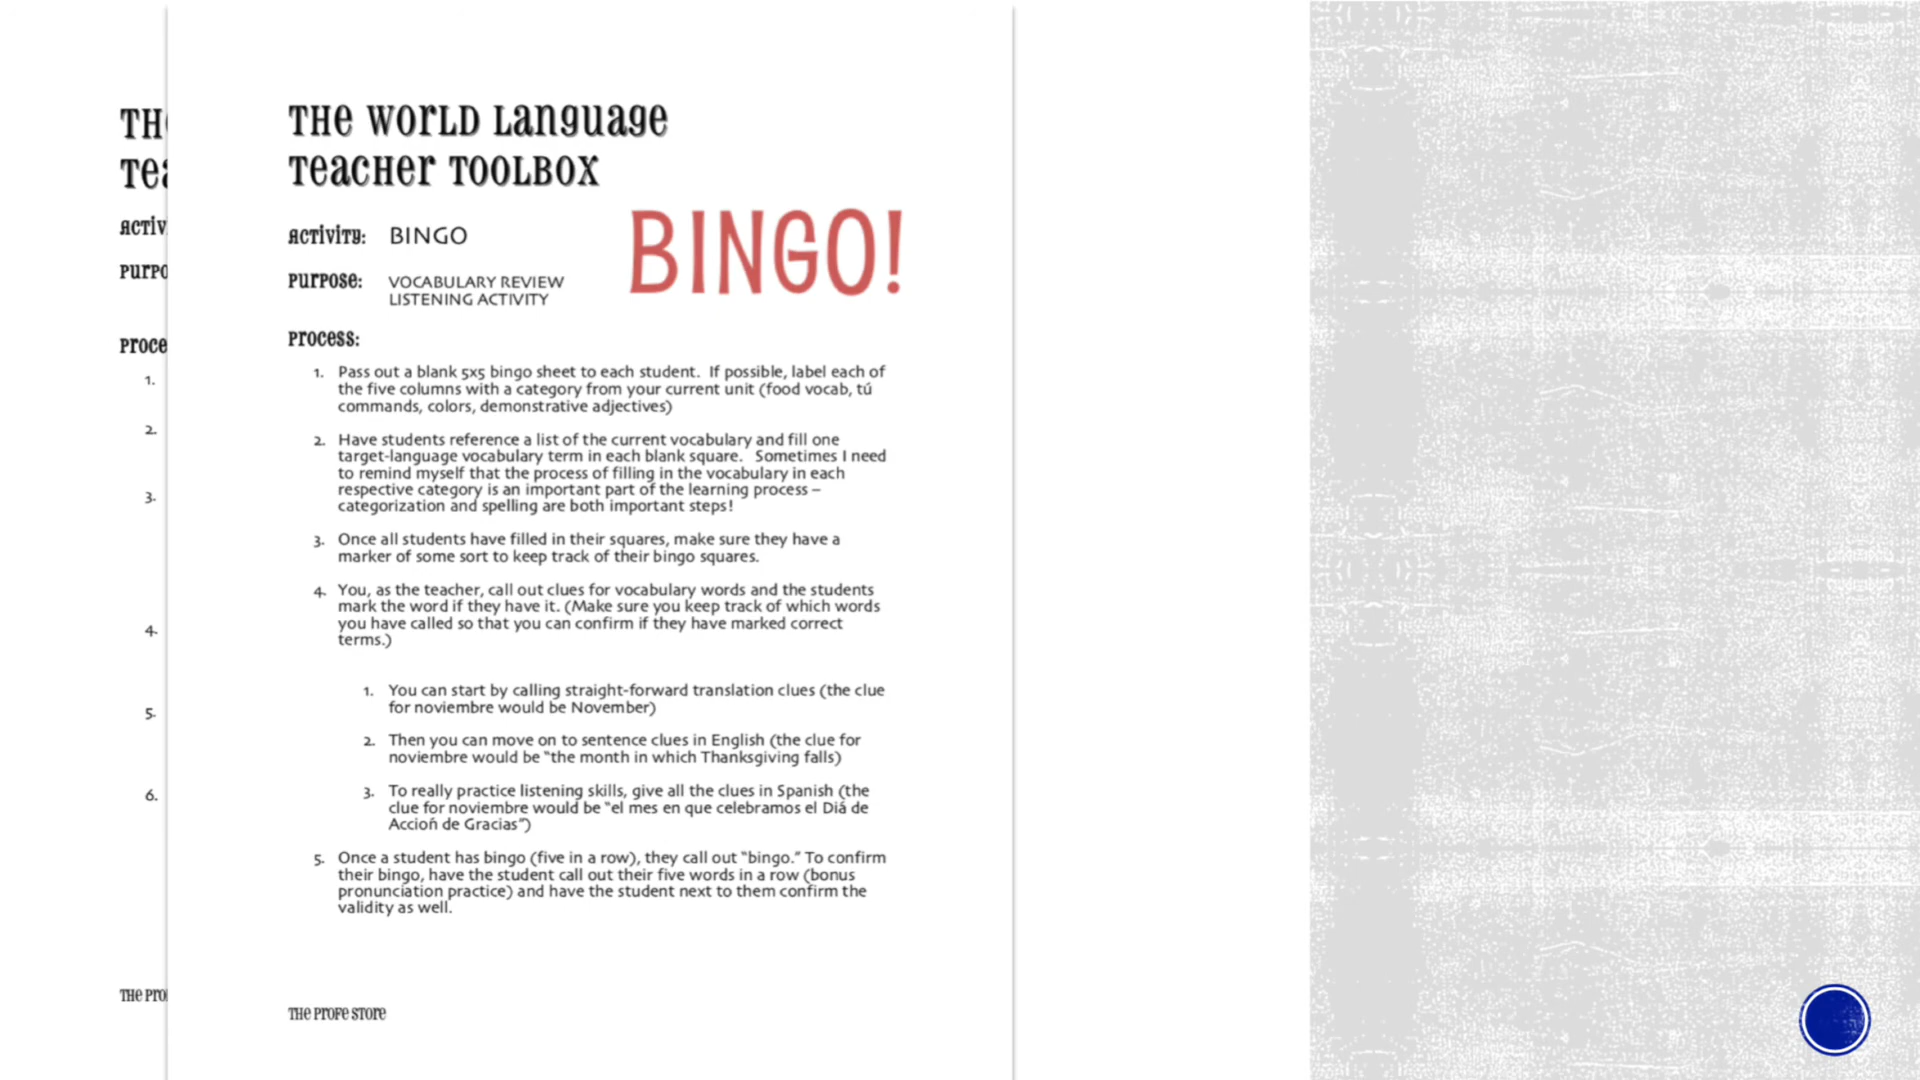 THE WORLD Language
Teacher TOOLBOX
Activity: BINGO
BINGO!
Purpose: VOCABULARY REVIEW
LISTENING ACTIVITY
Process:
1. Pass out a blank 5x5 bingo sheet to each student. If possible, label each of
the five columns with a category from your current unit (food vocab, tú
commands, colors, demonstrative adjectives)
2. Have students reference a list of the current vocabulary and fill one
target-language vocabulary term in each blank square. Sometimes I need
to remind myself that the process of filling in the vocabulary in each
respective category is an important part of the learning process –
categorization and spelling are both important steps!
3. Once all students have filled in their squares, make sure they have a
marker of some sort to keep track of their bingo squares.
4. You, as the teacher, call out clues for vocabulary words and the students
mark the word if they have it. (Make sure you keep track of which words
you have called so that you can confirm if they have marked correct
terms.)
1. You can start by calling straight-forward translation clues (the clue
for noviembre would be November)
2. Then you can move on to sentence clues in English (the clue for
noviembre would be "the month in which Thanksgiving falls)
3. To really practice listening skills, give all the clues in Spanish (the
clue for noviembre would be "el mes en que celebramos el Diá de
Accioń de Gracias")
5. Once a student has bingo (five in a row), they call out "bingo." To confirm
their bingo, have the student call out their five words in a row (bonus
pronunciation practice) and have the student next to them confirm the
validity as well.
THE PROFE STORE
TH
Tea
Activ
Purpo
Proce
1.
2.
3.
4.
5.
6.
THE Pro